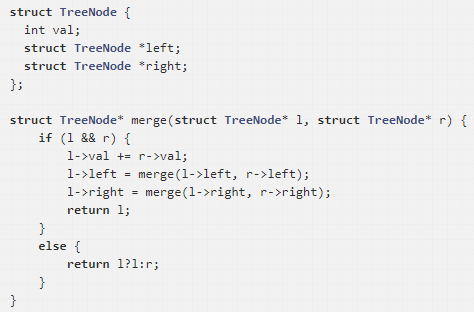 struct TreeNode {
  int val;
  struct TreeNode *left;
  struct TreeNode *right;
};

struct TreeNode* merge(struct TreeNode* l, struct TreeNode* r) {
    if (l && r) {
        l->val += r->val;
        l->left = merge(l->left, r->left);
        l->right = merge(l->right, r->right);
        return l;
    }
    else {
        return l?l:r;
    }
}